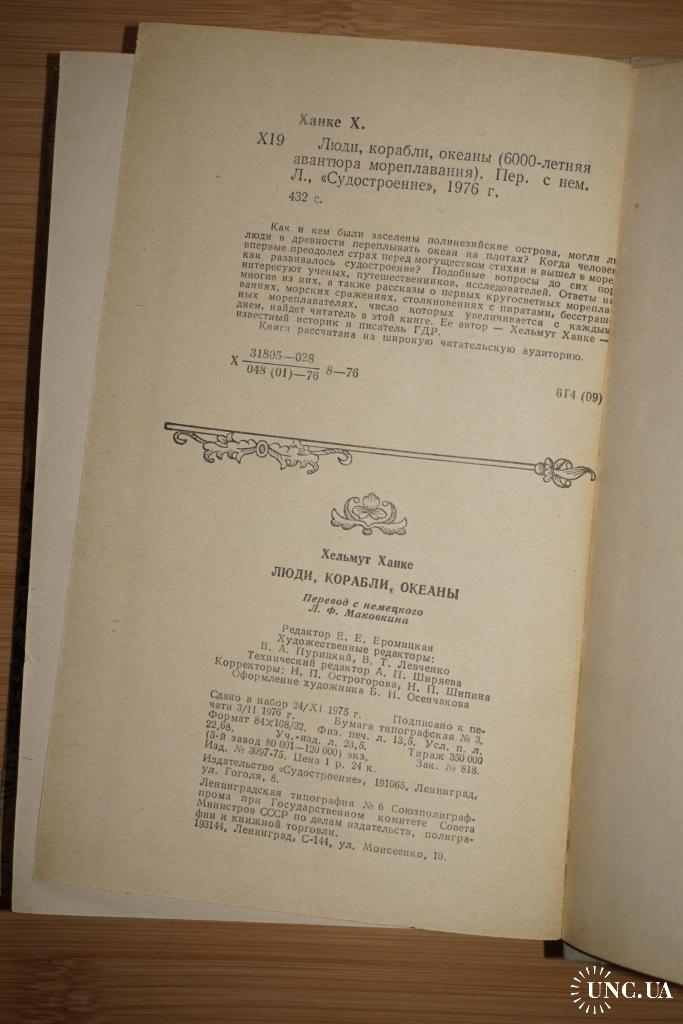 Ханке Х.
Х19 Люди, корабли, океаны (6000-летняя
авантюра мореплавания). Пер. с нем.
Л., «Судостроение», 1976 г.
432 с.
Как и кем были заселены полинезийские острова, могли л
люди в древности переплывать океан на плотах? Когда человек
впервые преодолел страх перед могуществом стихии и вышел в море,
как развивалось судостроение? Подобные вопросы до сих пор
интересуют ученых, путешественников, исследователей. Ответы н
многие из них, а также рассказы о первых кругосветных морепла-
ваниях, морских сражениях, столкновениях с пиратами, бесстраш-
ных мореплавателях, число которых увеличивается с каждым
днем, найдет читатель в этой книге. Ее автор — Хельмут Ханке —
известный историк и писатель ГДР.
Книга рассчитана на широкую читательскую аудиторию.
Х 31805—028
048 (01)—76 8—76
6Г4 (09)
Хельмут Ханке
ЛЮДИ, КОРАБЛИ, ОКЕАНЫ
Перевод с немецкого
Л. Ф. Маковкина
Редактор Е. Е. Еромицкая
Художественные редакторы:
В. А. Пурицкий, В. Т. Левченко
Технический редактор А. П. Ширяева
Корректоры: И. П. Острогорова, Н. П. Шипина
Оформление художника Б. Н. Осенчакова
Сдано в набор 24/XI 1975 г. Подписано к пе-
чати 3/II 1976 г. Бумага типографская № 3.
Формат 84×108/32. Физ. печ. л. 13,5. Усл. п. л.
22,68. Уч.-изд. л. 23,5. Тираж 350 000
(3-й завод 80 001—120 000) экз. Зак. № 818.
Изд. № 3097-75. Цена 1 р. 24 к.
Издательство «Судостроение», 191065, Ленинград,
ул. Гоголя, 8.
Ленинградская типография № 6 Союзполиграф-
прома при Государственном комитете Совета
Министров СССР по делам издательств, полигра-
фии и книжной торговли.
193144, Ленинград, С-144, ул. Моисеенко, 10.
UNC.UA